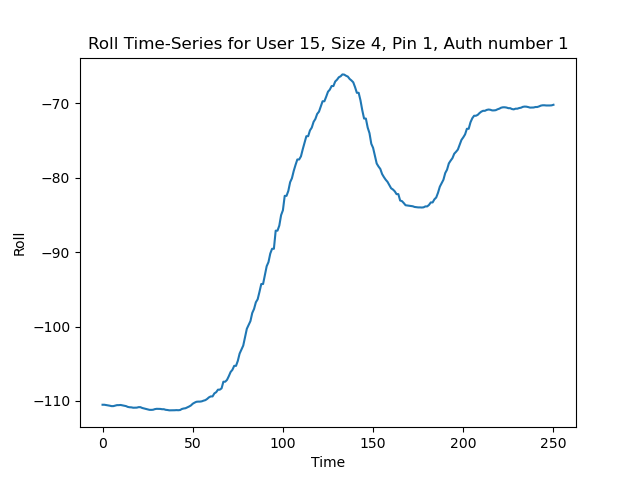 Roll Time-Series for User 15, Size 4, Pin 1, Auth number 1
−70
−80
−90
−100
−110
Roll
0 50 100 150 200 250
Time